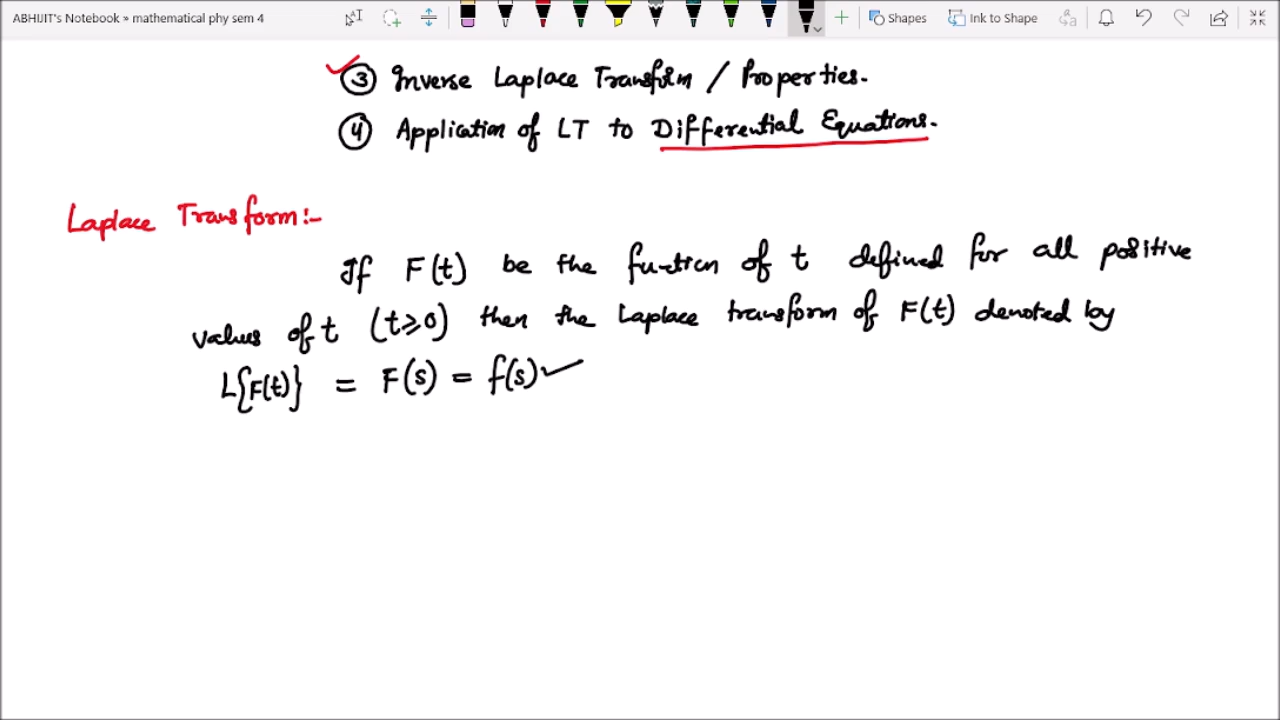 ABHIJIT's Notebook » mathematical phy sem 4
Shapes
Ink to Shape
③ Inverse Laplace Transform / Properties.
④ Application of LT to Differential Equations.
Laplace Transform:-
If F(t) be the function of t defined for all positive
values of t (t≥0) then the Laplace transform of F(t) denoted by
L{F(t)} = F(s) = f(s)